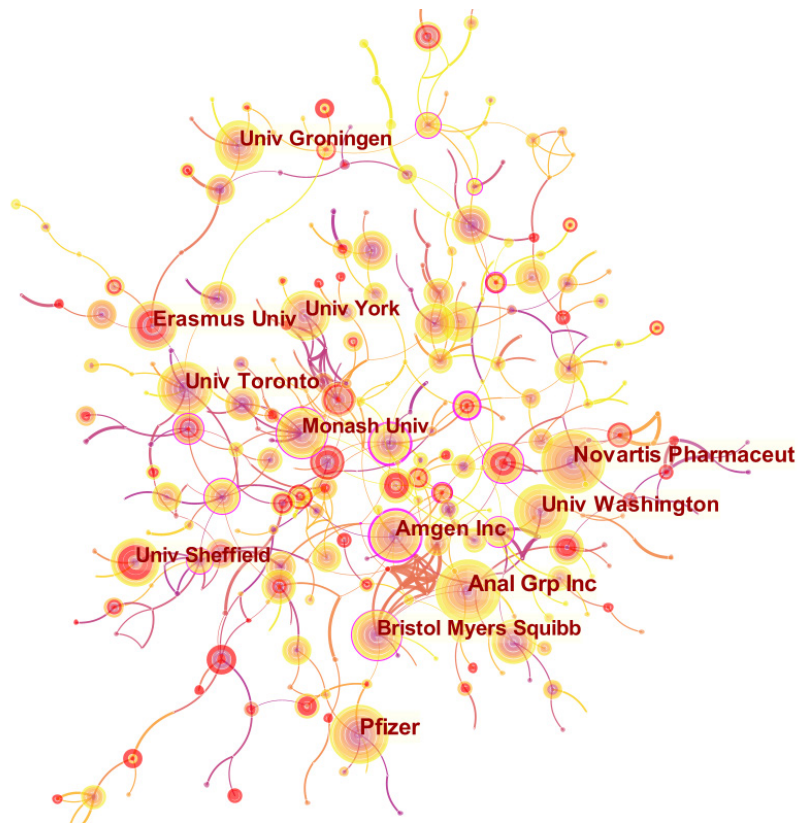 Univ Groningen
Univ York
Erasmus Univ
Univ Toronto
Monash Univ
Novartis Pharmaceut
Univ Washington
Amgen Inc
Univ Sheffield
Anal Grp Inc
Bristol Myers Squibb
Pfizer